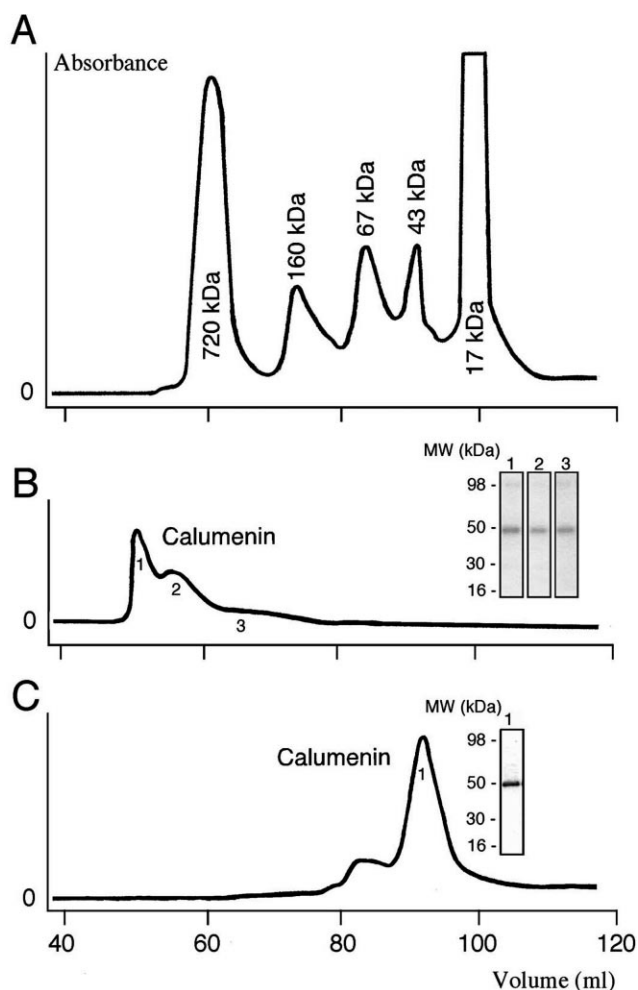 A
Absorbance
720 kDa
160 kDa
67 kDa
43 kDa
17 kDa
0
B
MW (kDa)
1 2 3
98 -
50 -
30 -
16 -
Calumenin
1
2
3
0
C
MW (kDa)
1
98 -
50 -
30 -
16 -
Calumenin
1
0
40 60 80 100 120
Volume (ml)